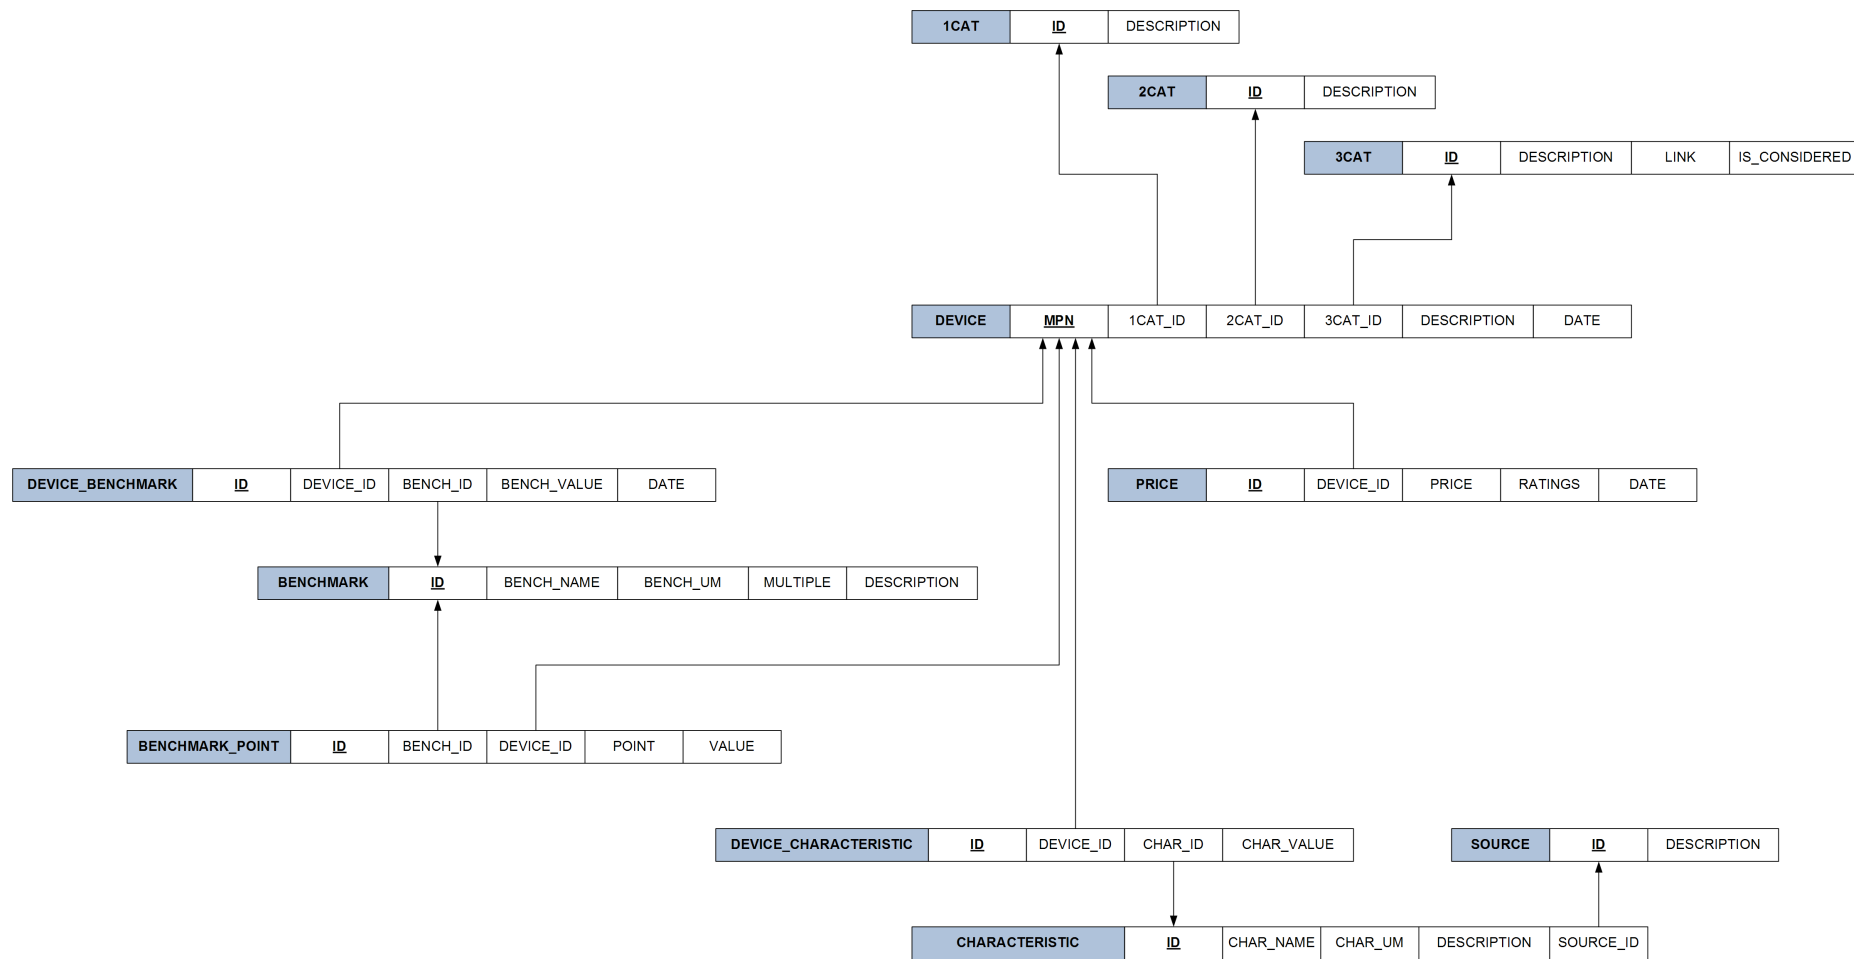 1CAT ID DESCRIPTION
2CAT ID DESCRIPTION
3CAT ID DESCRIPTION LINK IS_CONSIDERED
DEVICE MPN 1CAT_ID 2CAT_ID 3CAT_ID DESCRIPTION DATE
DEVICE_BENCHMARK ID DEVICE_ID BENCH_ID BENCH_VALUE DATE
PRICE ID DEVICE_ID PRICE RATINGS DATE
BENCHMARK ID BENCH_NAME BENCH_UM MULTIPLE DESCRIPTION
BENCHMARK_POINT ID BENCH_ID DEVICE_ID POINT VALUE
DEVICE_CHARACTERISTIC ID DEVICE_ID CHAR_ID CHAR_VALUE
SOURCE ID DESCRIPTION
CHARACTERISTIC ID CHAR_NAME CHAR_UM DESCRIPTION SOURCE_ID